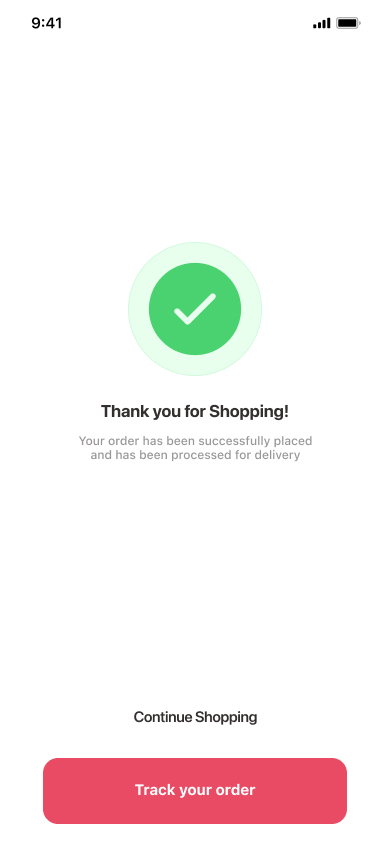 9:41
Thank you for Shopping!
Your order has been successfully placed
and has been processed for delivery
Continue Shopping
Track your order